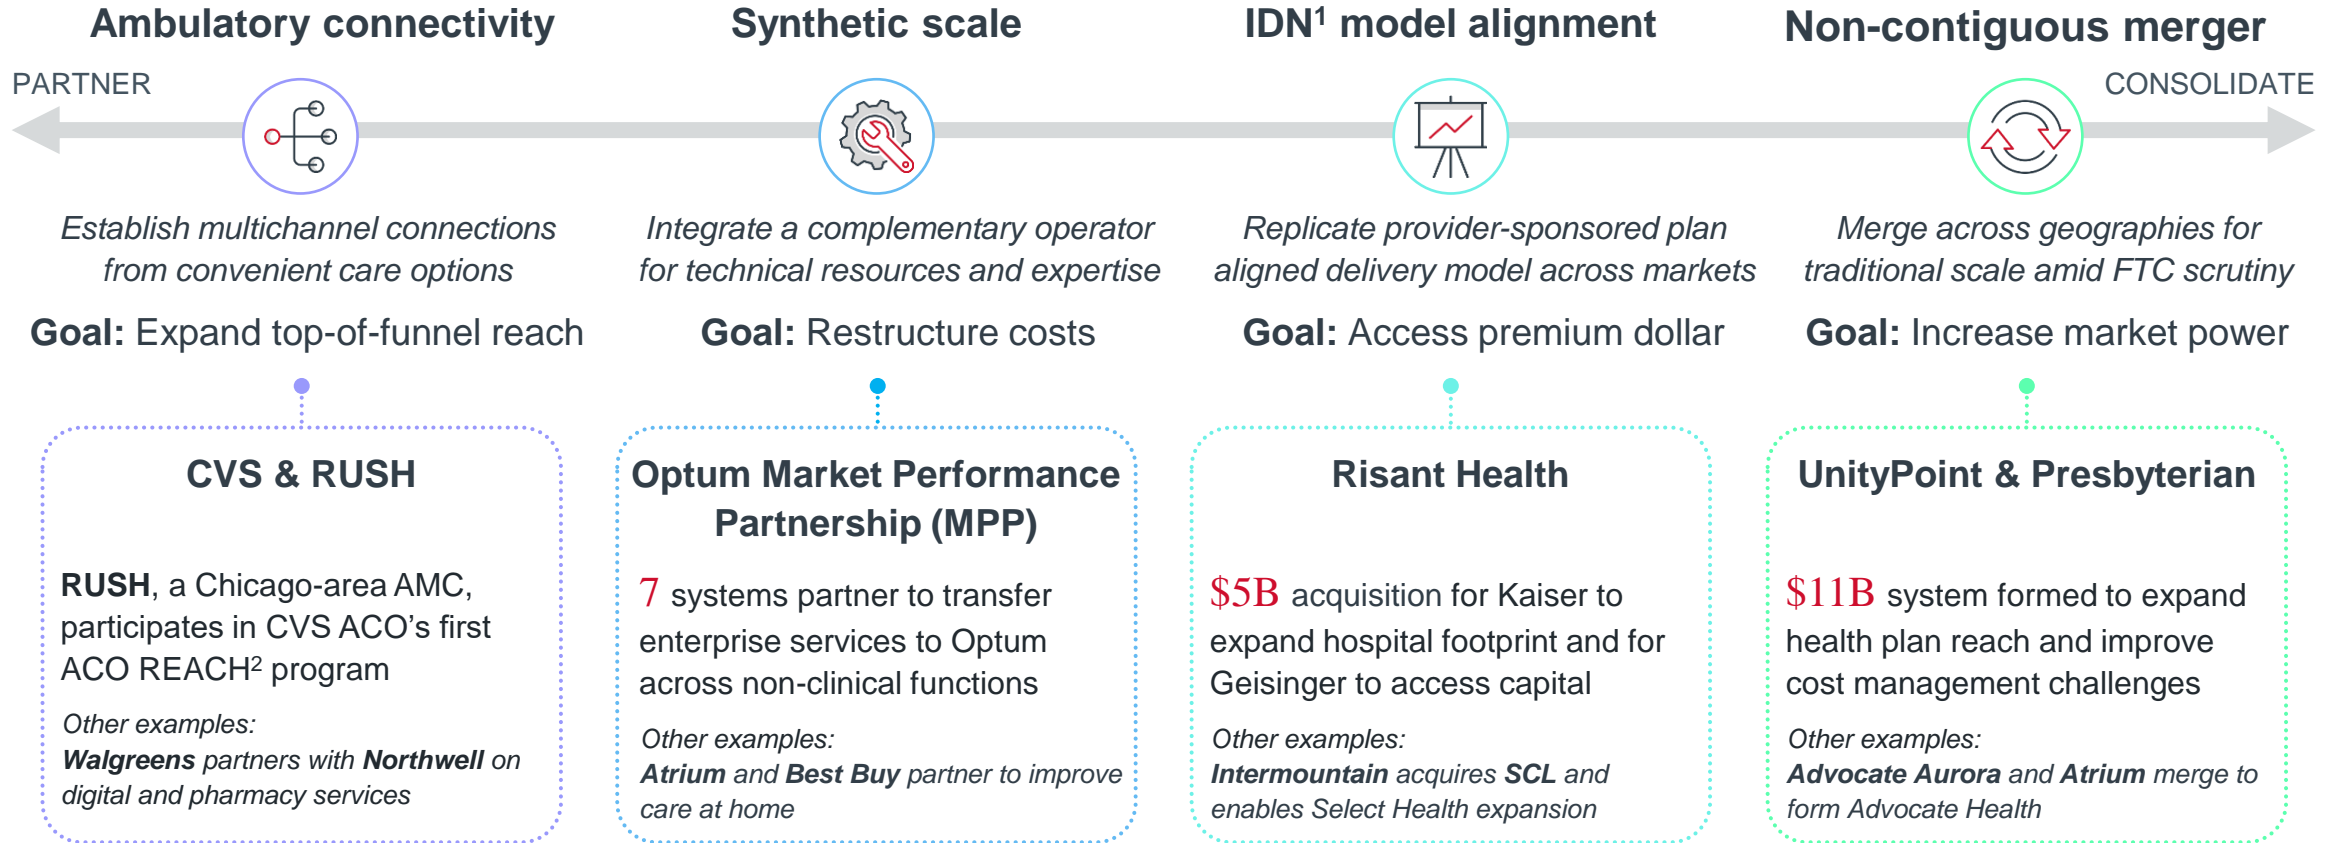 Ambulatory connectivity
Synthetic scale
IDN¹ model alignment
Non-contiguous merger
PARTNER
CONSOLIDATE
Establish multichannel connections
from convenient care options
Goal: Expand top-of-funnel reach
Integrate a complementary operator
for technical resources and expertise
Goal: Restructure costs
Replicate provider-sponsored plan
aligned delivery model across markets
Goal: Access premium dollar
Merge across geographies for
traditional scale amid FTC scrutiny
Goal: Increase market power
CVS & RUSH
RUSH, a Chicago-area AMC,
participates in CVS ACO’s first
ACO REACH² program
Other examples:
Walgreens partners with Northwell on
digital and pharmacy services
Optum Market Performance
Partnership (MPP)
7 systems partner to transfer
enterprise services to Optum
across non-clinical functions
Other examples:
Atrium and Best Buy partner to improve
care at home
Risant Health
$5B acquisition for Kaiser to
expand hospital footprint and for
Geisinger to access capital
Other examples:
Intermountain acquires SCL and
enables Select Health expansion
UnityPoint & Presbyterian
$11B system formed to expand
health plan reach and improve
cost management challenges
Other examples:
Advocate Aurora and Atrium merge to
form Advocate Health